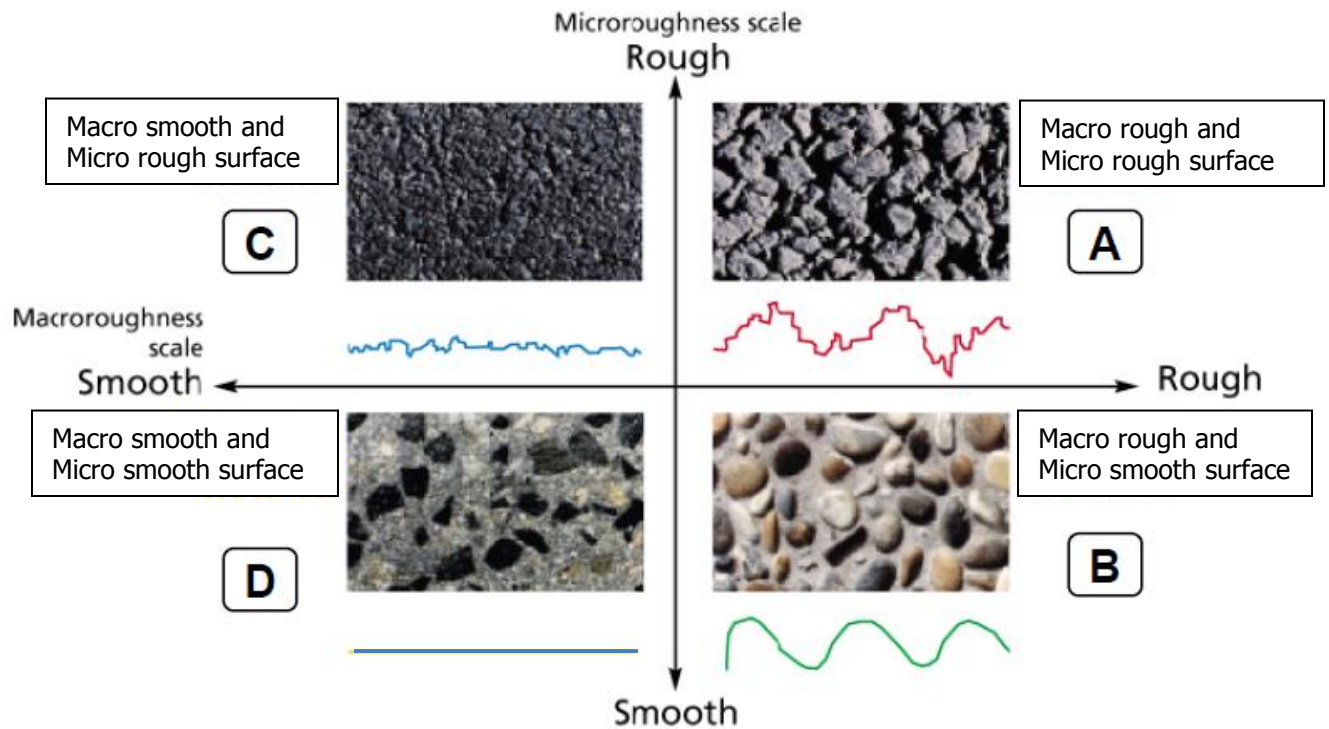 Microroughness scale
Rough
Macro smooth and
Micro rough surface
Macro rough and
Micro rough surface
C
A
Macroroughness
scale
Smooth
Rough
Macro smooth and
Micro smooth surface
Macro rough and
Micro smooth surface
D
B
Smooth